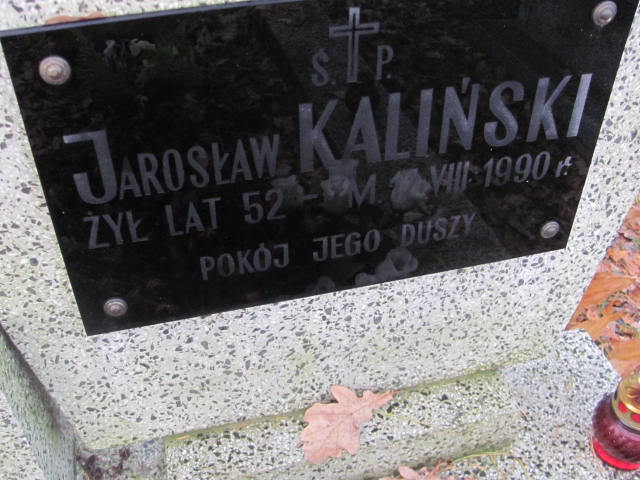 Ś. P.
JAROSŁAW KALIŃSKI
ŻYŁ LAT 52 - ZM. VIII. 1990 r.
POKÓJ JEGO DUSZY